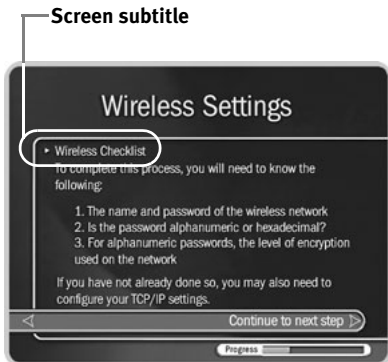 Screen subtitle
Wireless Settings
Wireless Checklist
To complete this process, you will need to know the
following:
1. The name and password of the wireless network
2. Is the password alphanumeric or hexadecimal?
3. For alphanumeric passwords, the level of encryption
used on the network
If you have not already done so, you may also need to
configure your TCP/IP settings.
Continue to next step
Progress